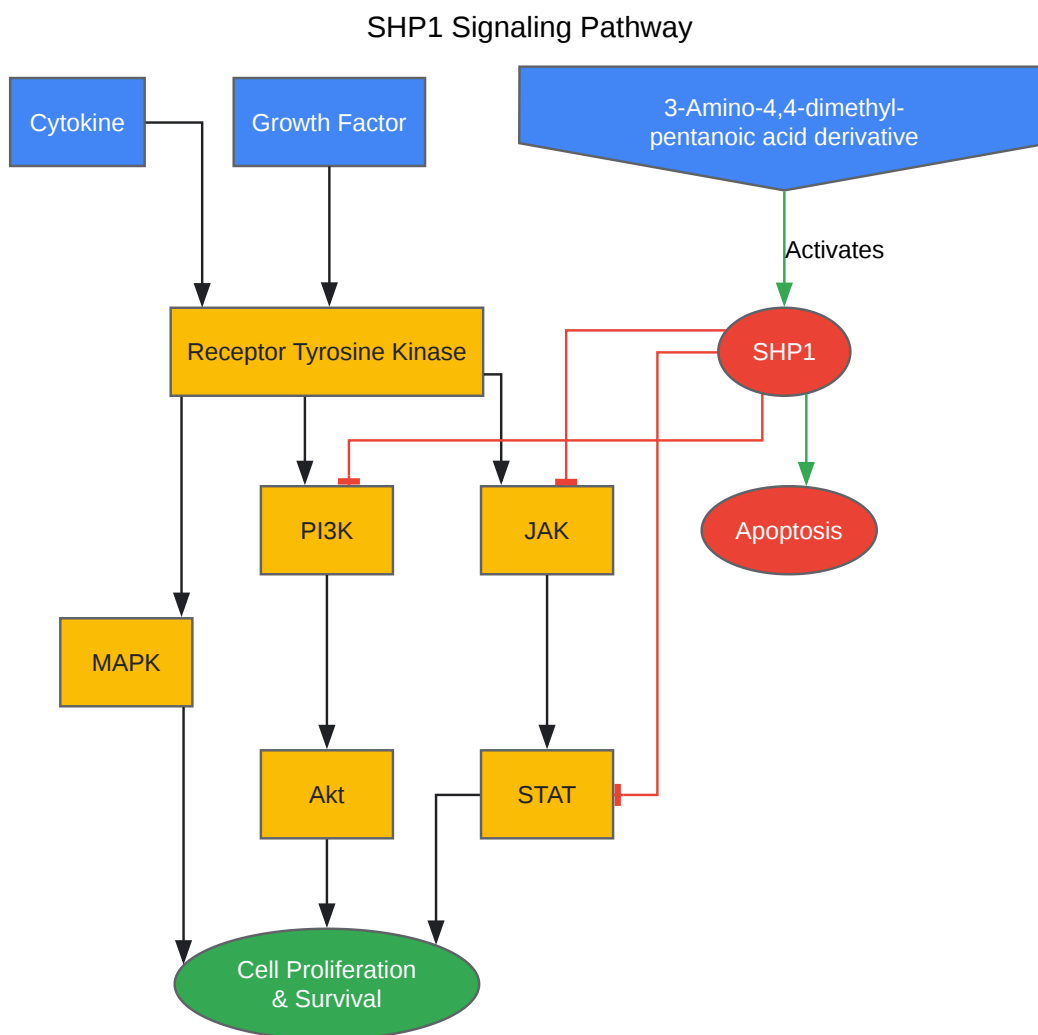 SHP1 Signaling Pathway
Cytokine
Growth Factor
3-Amino-4,4-dimethyl-
pentanoic acid derivative
Activates
Receptor Tyrosine Kinase
SHP1
PI3K
JAK
Apoptosis
MAPK
Akt
STAT
Cell Proliferation
& Survival